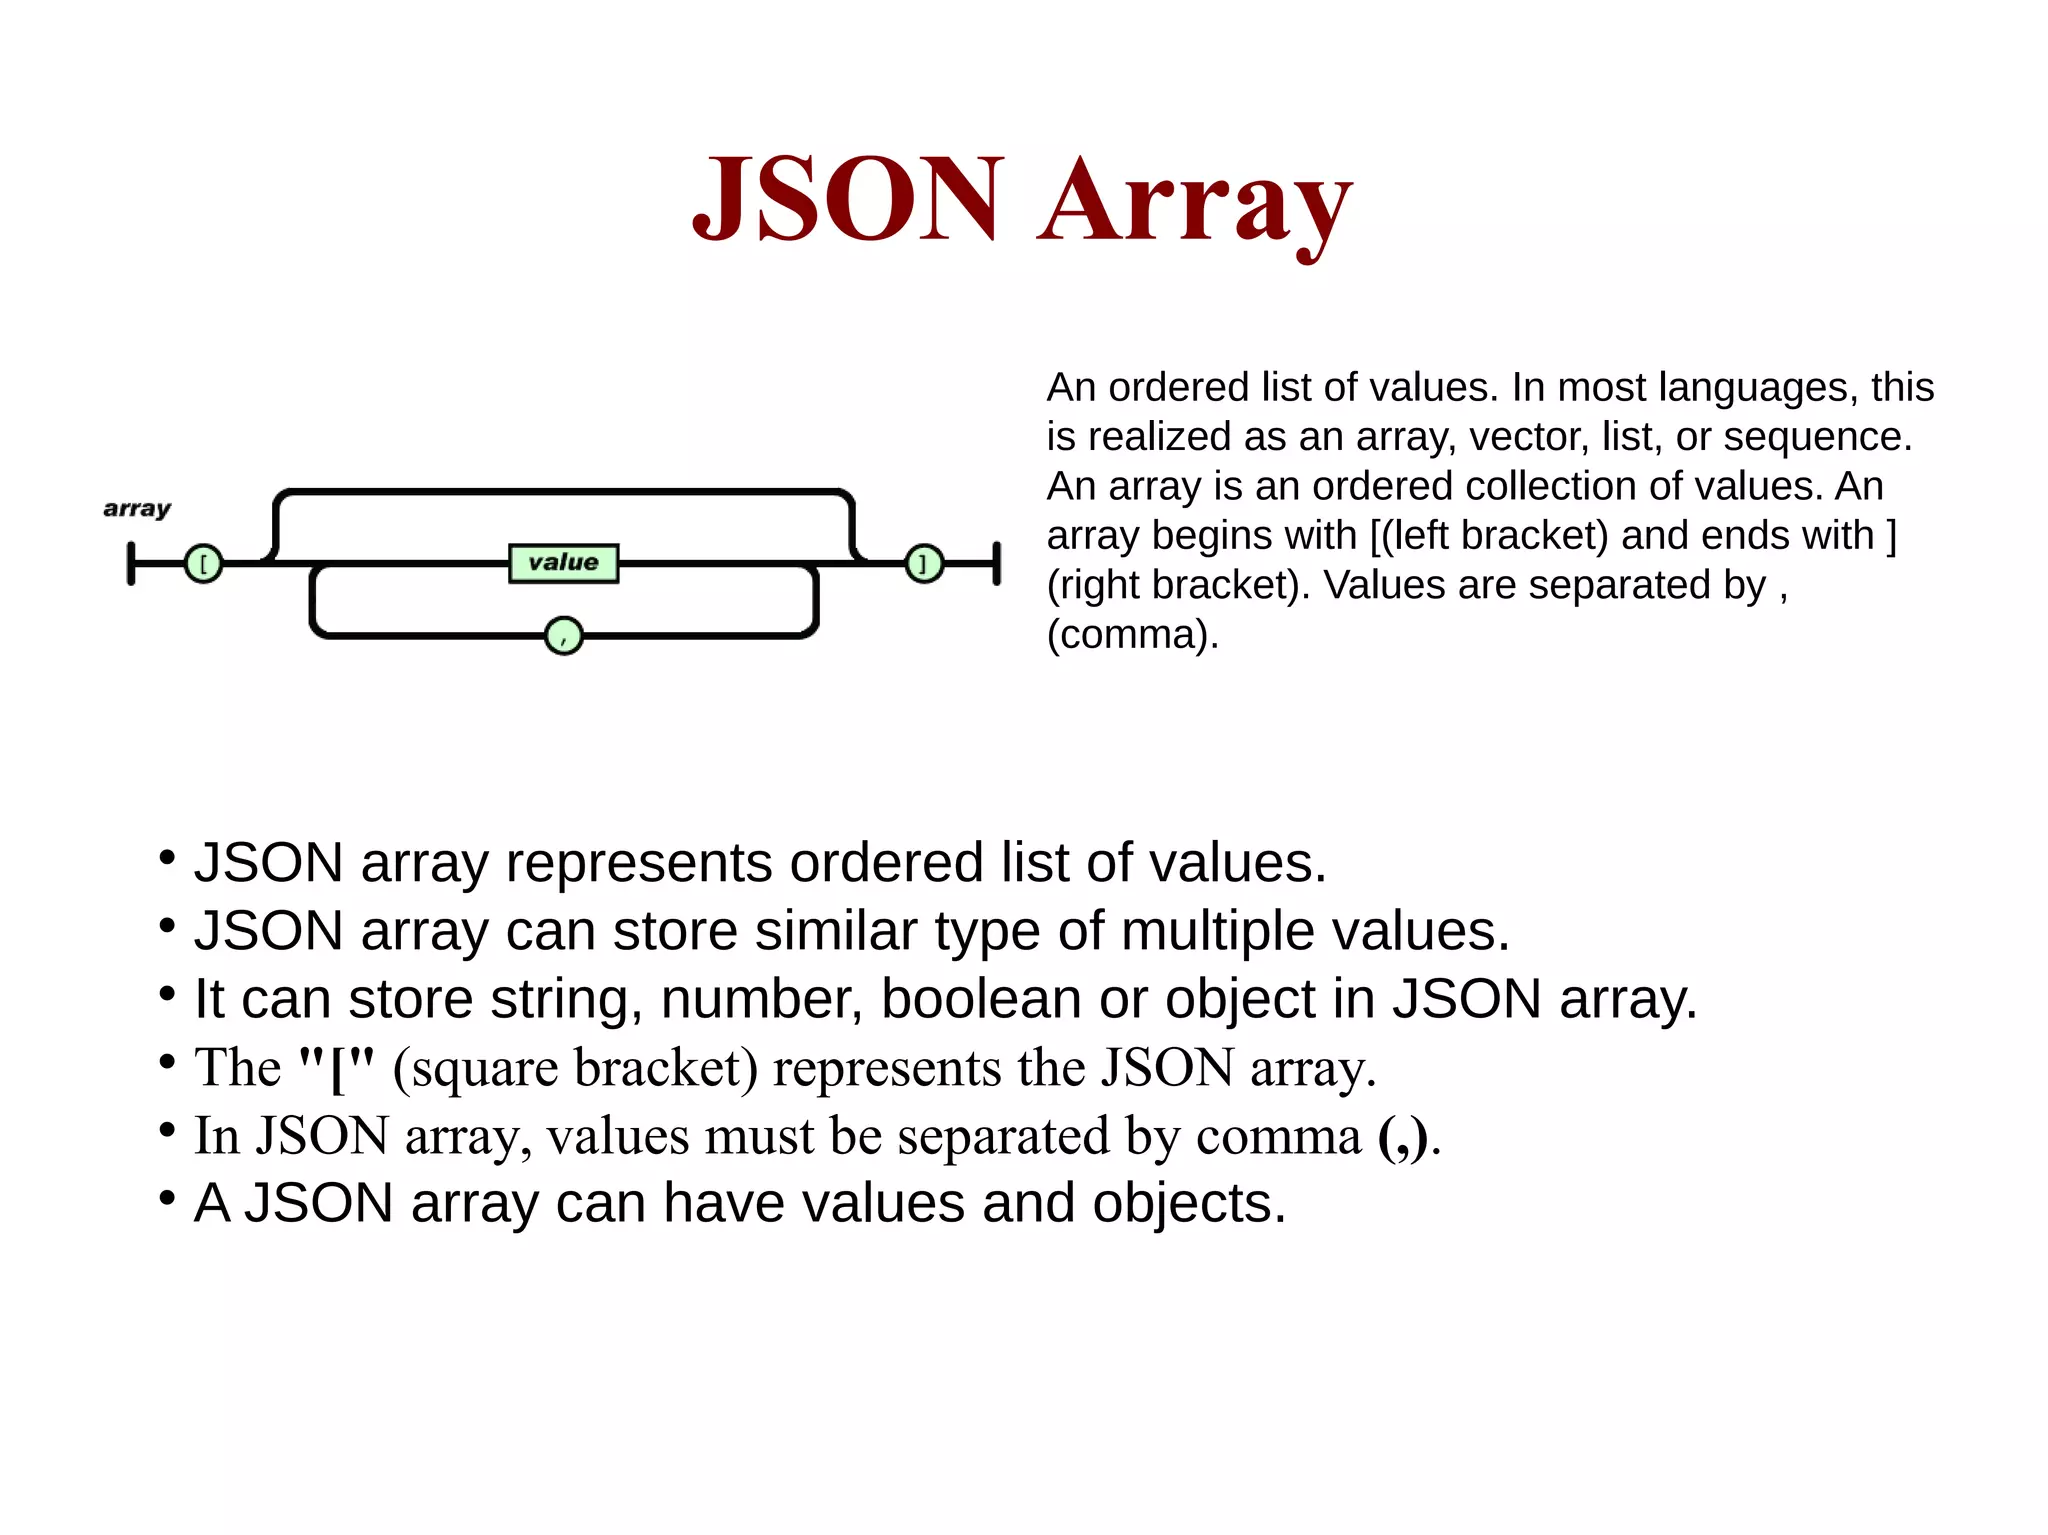 JSON Array
An ordered list of values. In most languages, this
is realized as an array, vector, list, or sequence.
An array is an ordered collection of values. An
array begins with [(left bracket) and ends with ]
(right bracket). Values are separated by ,
(comma).
array
[
value
]
,
• JSON array represents ordered list of values.
• JSON array can store similar type of multiple values.
• It can store string, number, boolean or object in JSON array.
• The "[" (square bracket) represents the JSON array.
• In JSON array, values must be separated by comma (,).
• A JSON array can have values and objects.